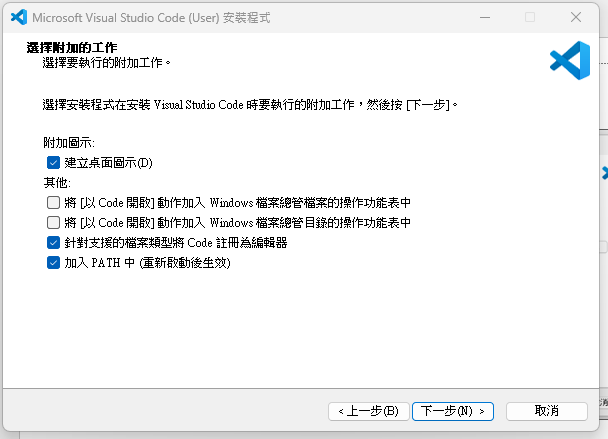 Microsoft Visual Studio Code (User) 安裝程式
選擇附加的工作
選擇要執行的附加工作。
選擇安裝程式在安裝 Visual Studio Code 時要執行的附加工作，然後按 [下一步]。
附加圖示:
建立桌面圖示(D)
其他:
將 [以 Code 開啟] 動作加入 Windows 檔案總管檔案的操作功能表中
將 [以 Code 開啟] 動作加入 Windows 檔案總管目錄的操作功能表中
針對支援的檔案類型將 Code 註冊為編輯器
加入 PATH 中 (重新啟動後生效)
< 上一步(B) 下一步(N) > 取消